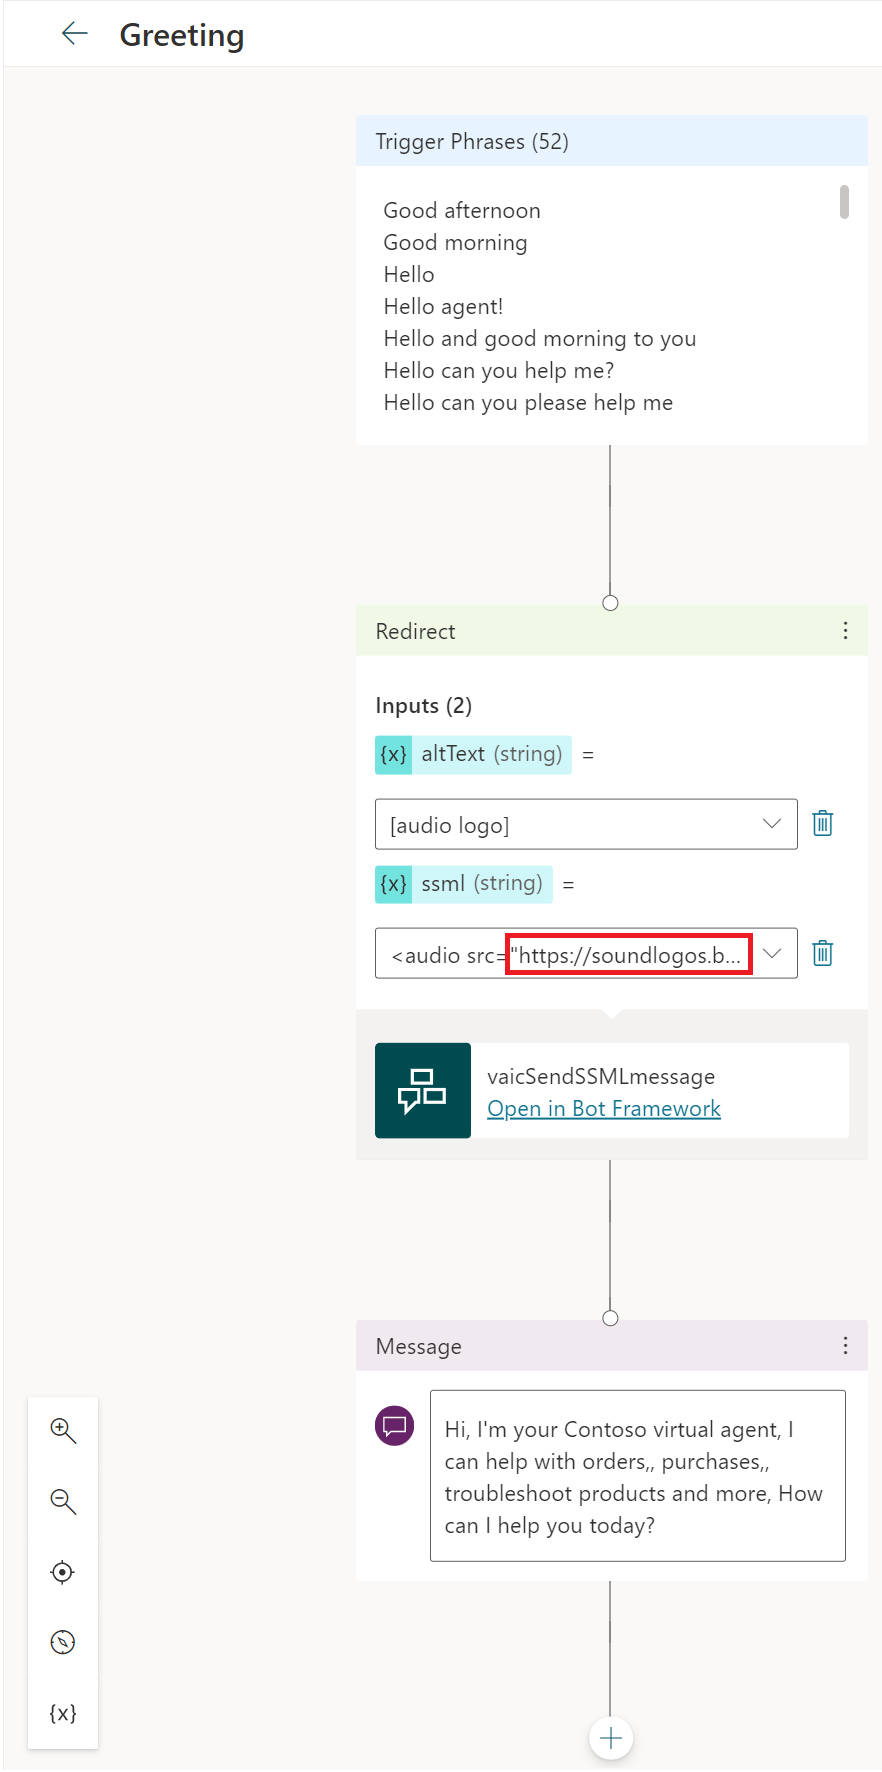 Greeting
Trigger Phrases (52)
Good afternoon
Good morning
Hello
Hello agent!
Hello and good morning to you
Hello can you help me?
Hello can you please help me
Redirect
Inputs (2)
{x} altText (string) =
[audio logo]
{x} ssml (string) =
<audio src="https://soundlogos.b...
vaicSendSSMLmessage
Open in Bot Framework
Message
Hi, I'm your Contoso virtual agent, I
can help with orders,, purchases,,
troubleshoot products and more, How
can I help you today?
{x}